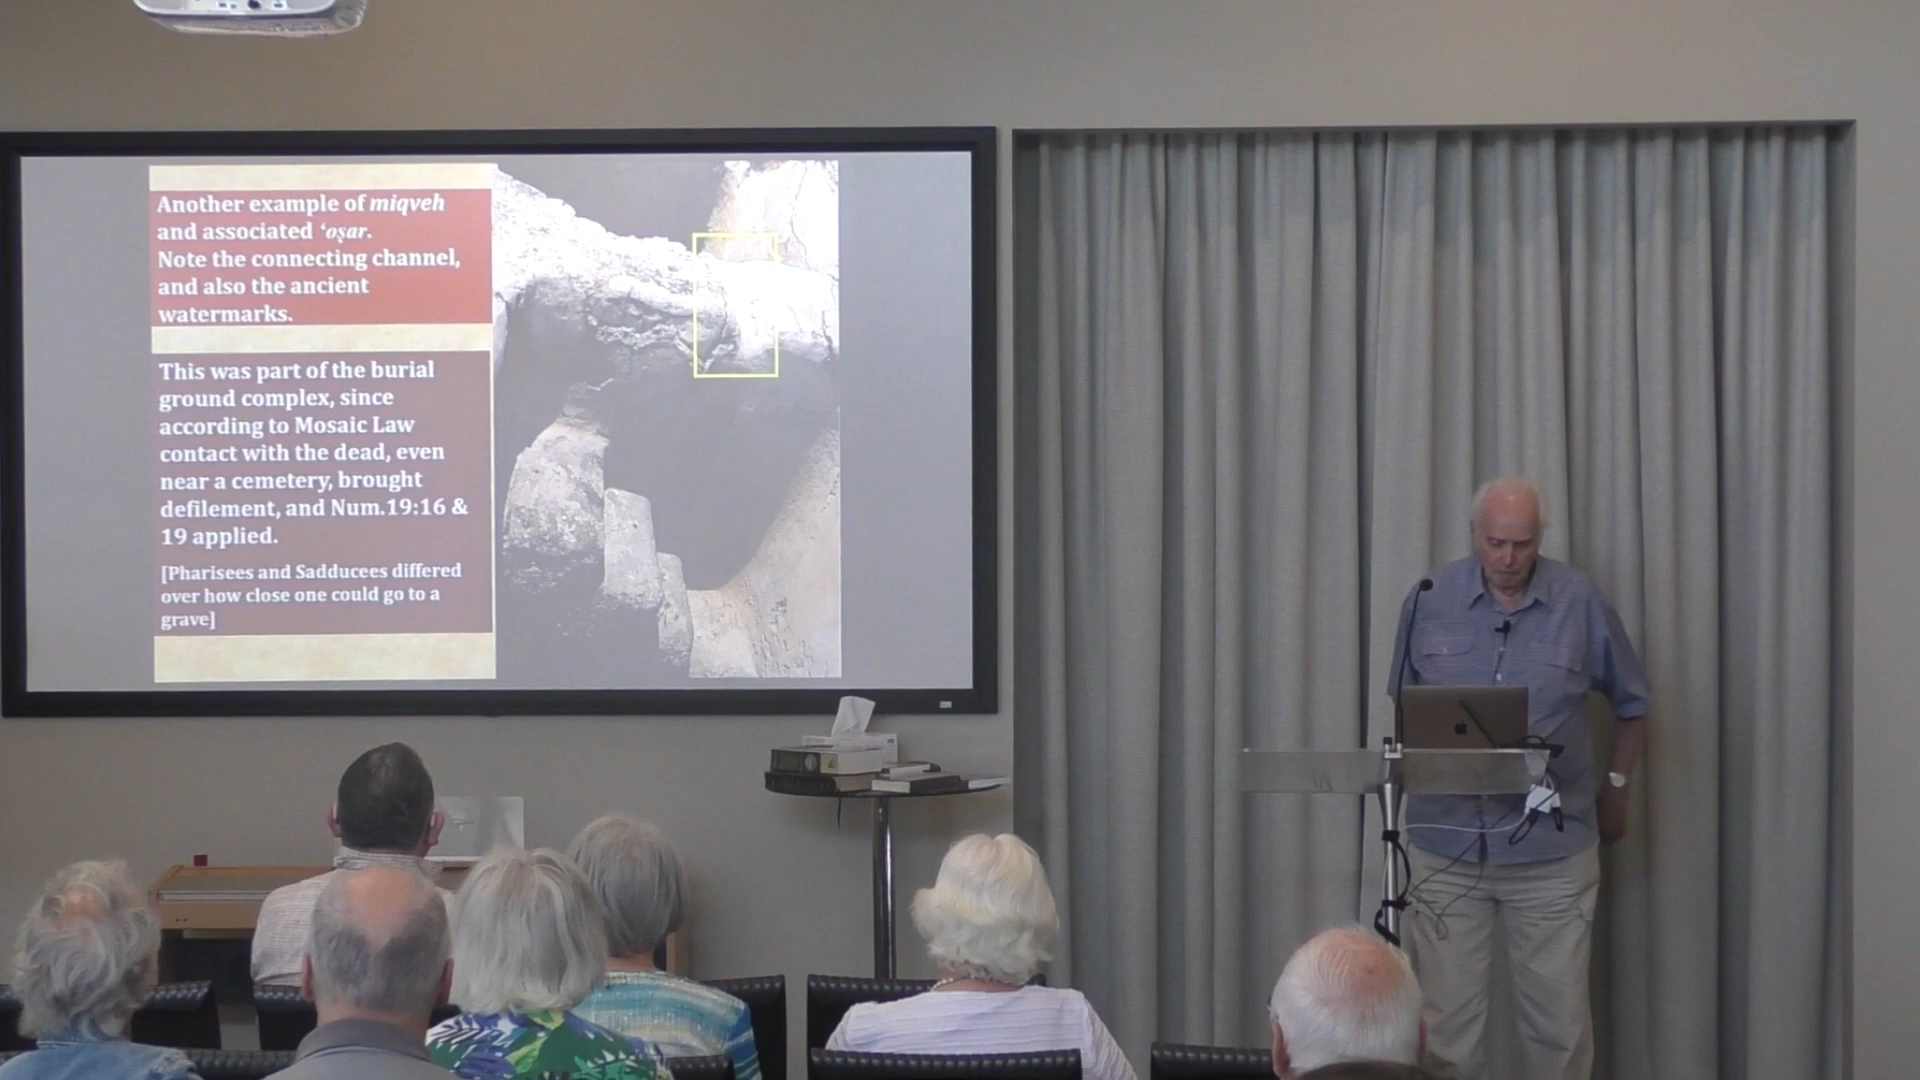 Another example of miqveh
and associated ‘oṣar.
Note the connecting channel,
and also the ancient
watermarks.
This was part of the burial
ground complex, since
according to Mosaic Law
contact with the dead, even
near a cemetery, brought
defilement, and Num.19:16 &
19 applied.
[Pharisees and Sadducees differed
over how close one could go to a
grave]